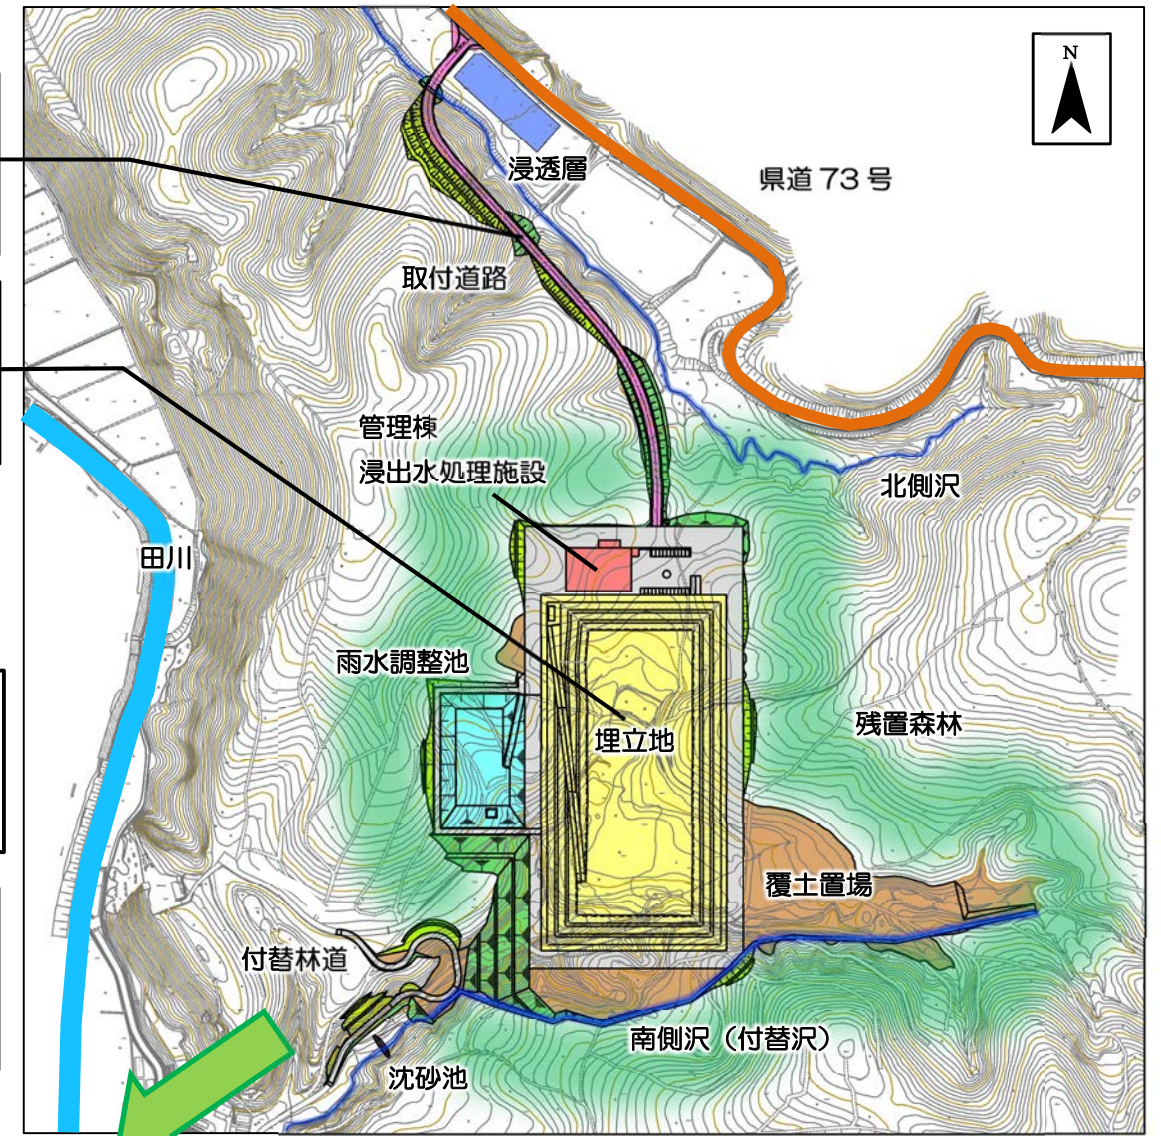 N
浸透層
県道73号
取付道路
管理棟
浸出水処理施設
北側沢
田川
雨水調整池
残置森林
埋立地
覆土置場
付替林道
南側沢(付替沢)
沈砂池